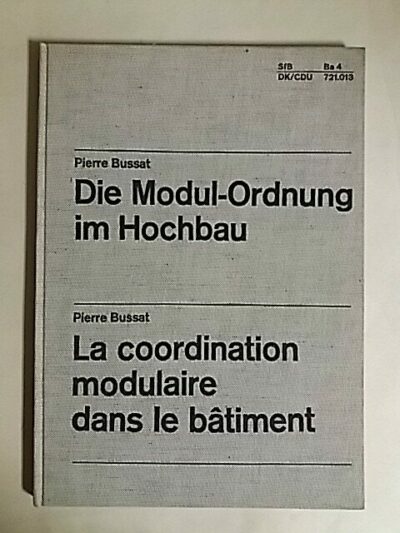 SfB Ba 4
DK/CDU 721.013
Pierre Bussat
Die Modul-Ordnung
im Hochbau
Pierre Bussat
La coordination
modulaire
dans le bâtiment